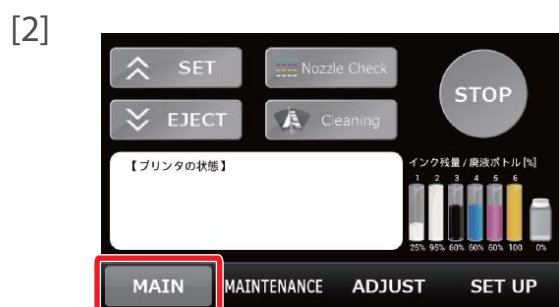 [2]
SET
Nozzle Check
STOP
EJECT
Cleaning
【プリンタの状態】
インク残量/廃液ボトル[%]
1 2 3 4 5 6
25% 95% 60% 60% 60% 100 0%
MAIN MAINTENANCE ADJUST SET UP